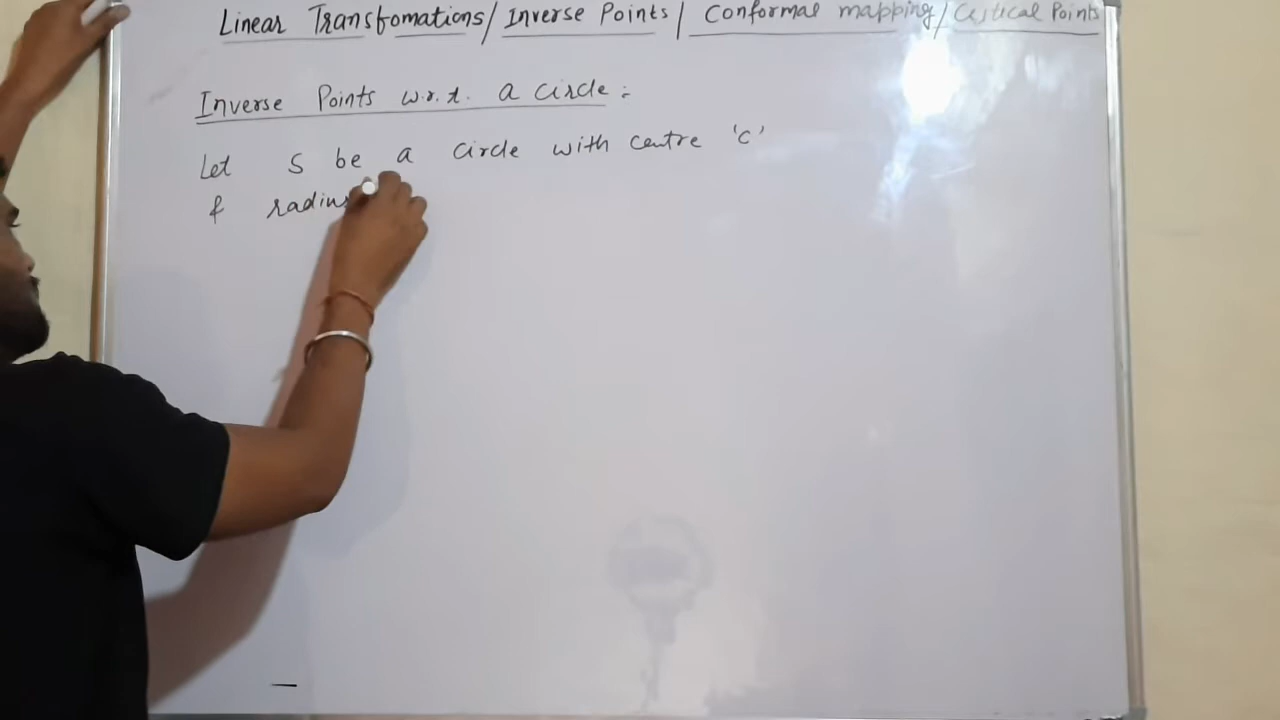 Linear Transfomations/ Inverse Points / Conformal mapping / Critical Points
Inverse Points w.r.t. a circle :
Let S be a circle with centre 'c'
& radius